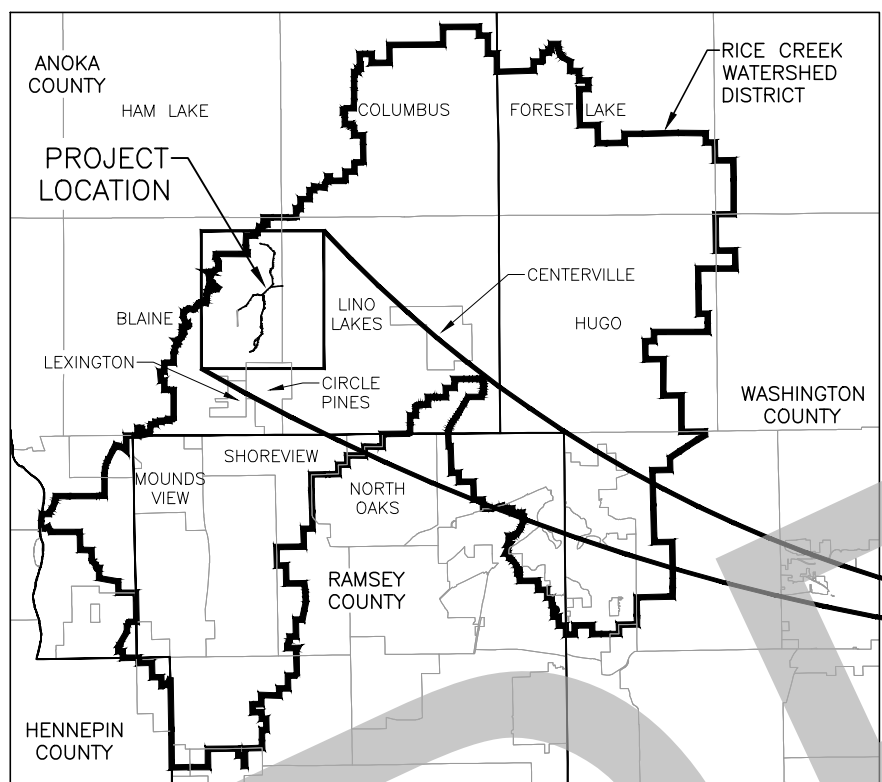 ANOKA
COUNTY
HAM LAKE
COLUMBUS
FOREST LAKE
RICE CREEK
WATERSHED
DISTRICT
PROJECT
LOCATION
CENTERVILLE
LINO
LAKES
BLAINE
HUGO
LEXINGTON
CIRCLE
PINES
WASHINGTON
COUNTY
SHOREVIEW
MOUNDS
VIEW
NORTH
OAKS
RAMSEY
COUNTY
HENNEPIN
COUNTY